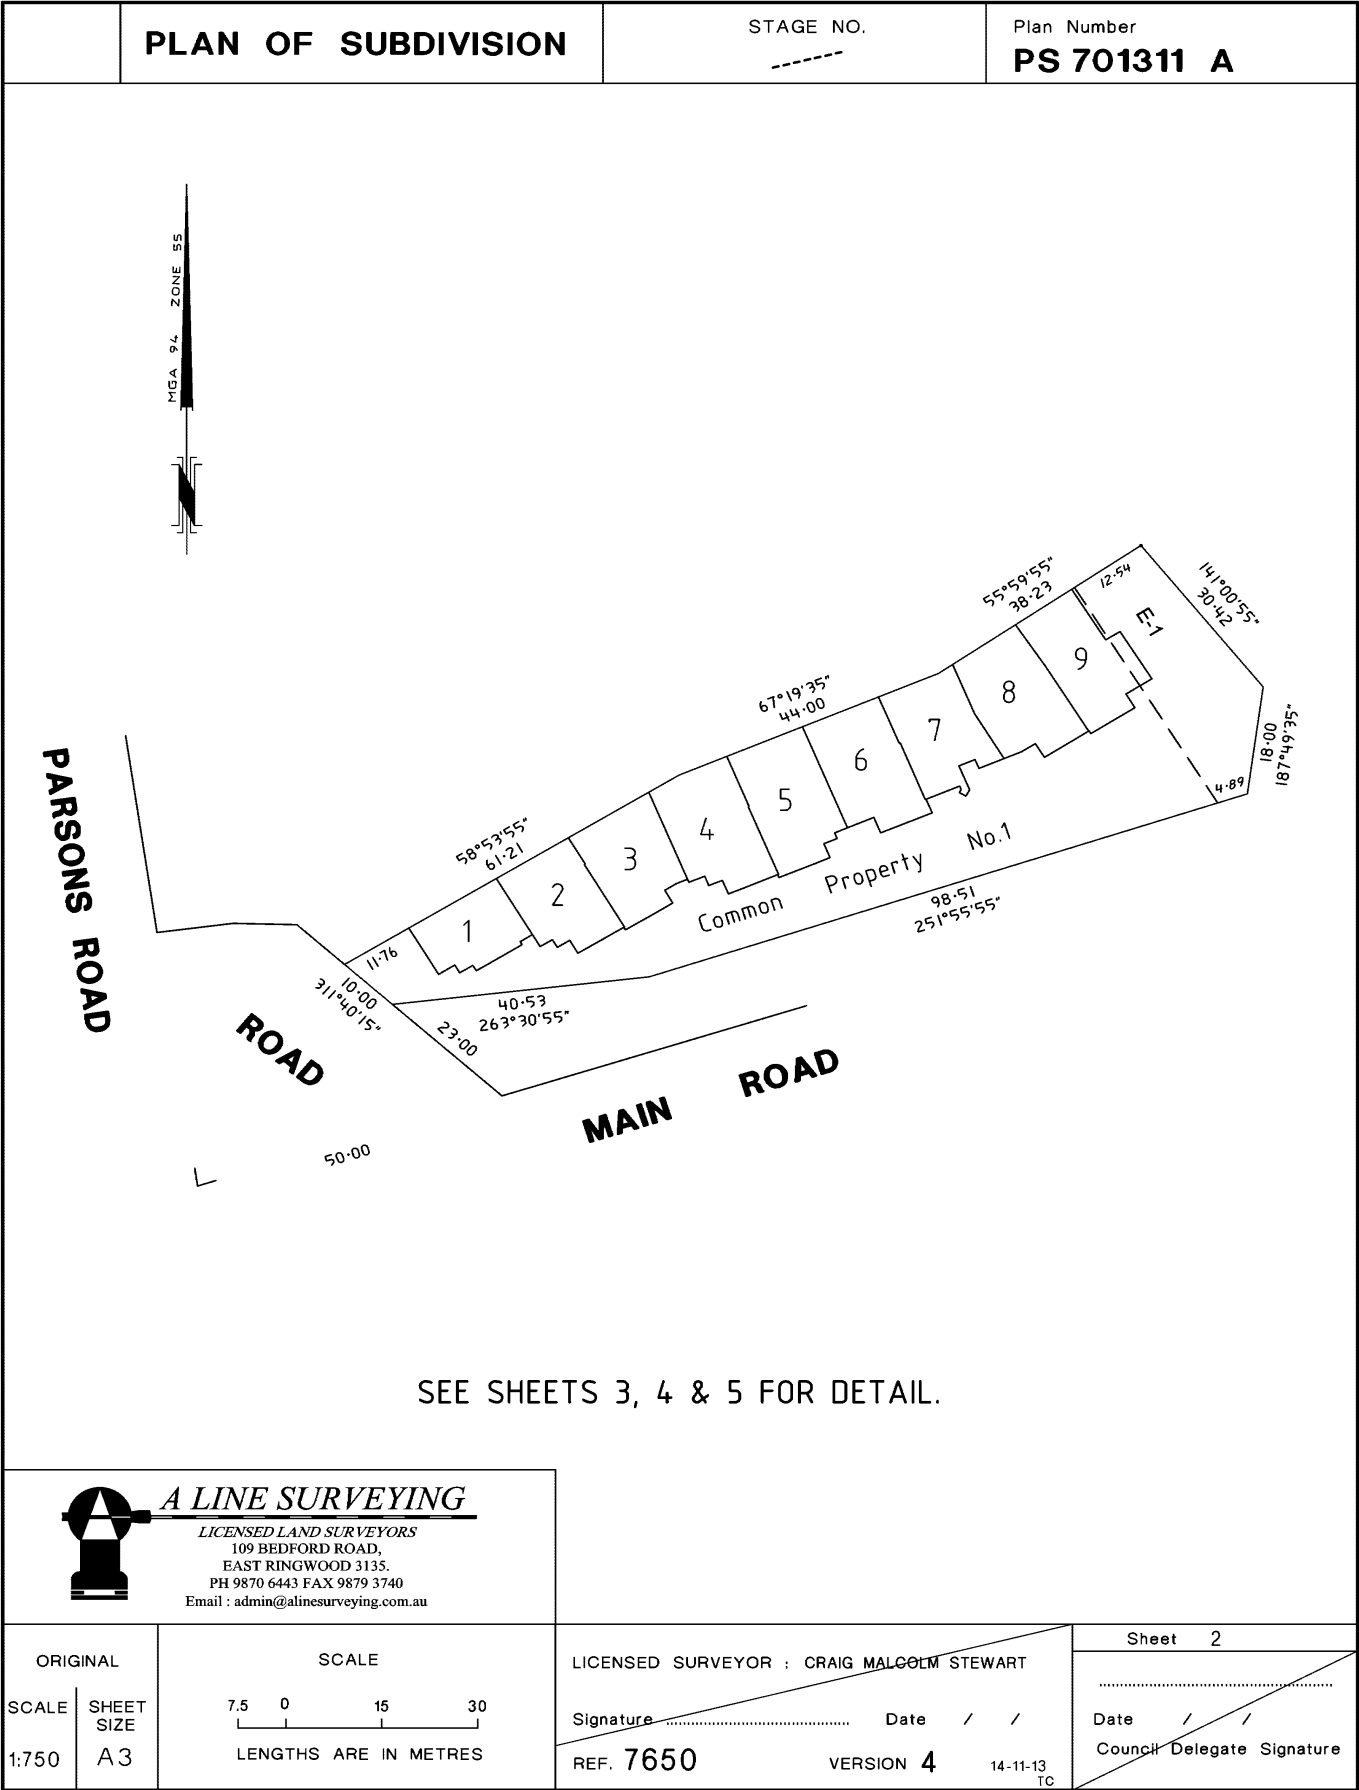 PLAN OF SUBDIVISION
STAGE NO.
Plan Number
PS 701311 A
MGA 94 ZONE 55
N
55°59'55"
38·23
12·54
141°00'55"
30·42
E-1
9
8
67°19'35"
44·00
7
6
5
4
3
2
1
18·00
187°49'35"
4·89
58°53'55"
61·21
Common Property No.1
98·51
251°55'55"
11·76
10·00
311°40'15"
40·53
263°30'55"
23·00
PARSONS ROAD
ROAD
MAIN ROAD
50·00
SEE SHEETS 3, 4 & 5 FOR DETAIL.
A LINE SURVEYING
LICENSED LAND SURVEYORS
109 BEDFORD ROAD,
EAST RINGWOOD 3135.
PH 9870 6443 FAX 9879 3740
Email : admin@alinesurveying.com.au
ORIGINAL
SCALE
1:750
SHEET
SIZE
A3
SCALE
7.5 0 15 30
LENGTHS ARE IN METRES
LICENSED SURVEYOR : CRAIG MALCOLM STEWART
Signature ........................................ Date / /
REF. 7650 VERSION 4 14-11-13
TC
Sheet 2
Date / /
Council Delegate Signature